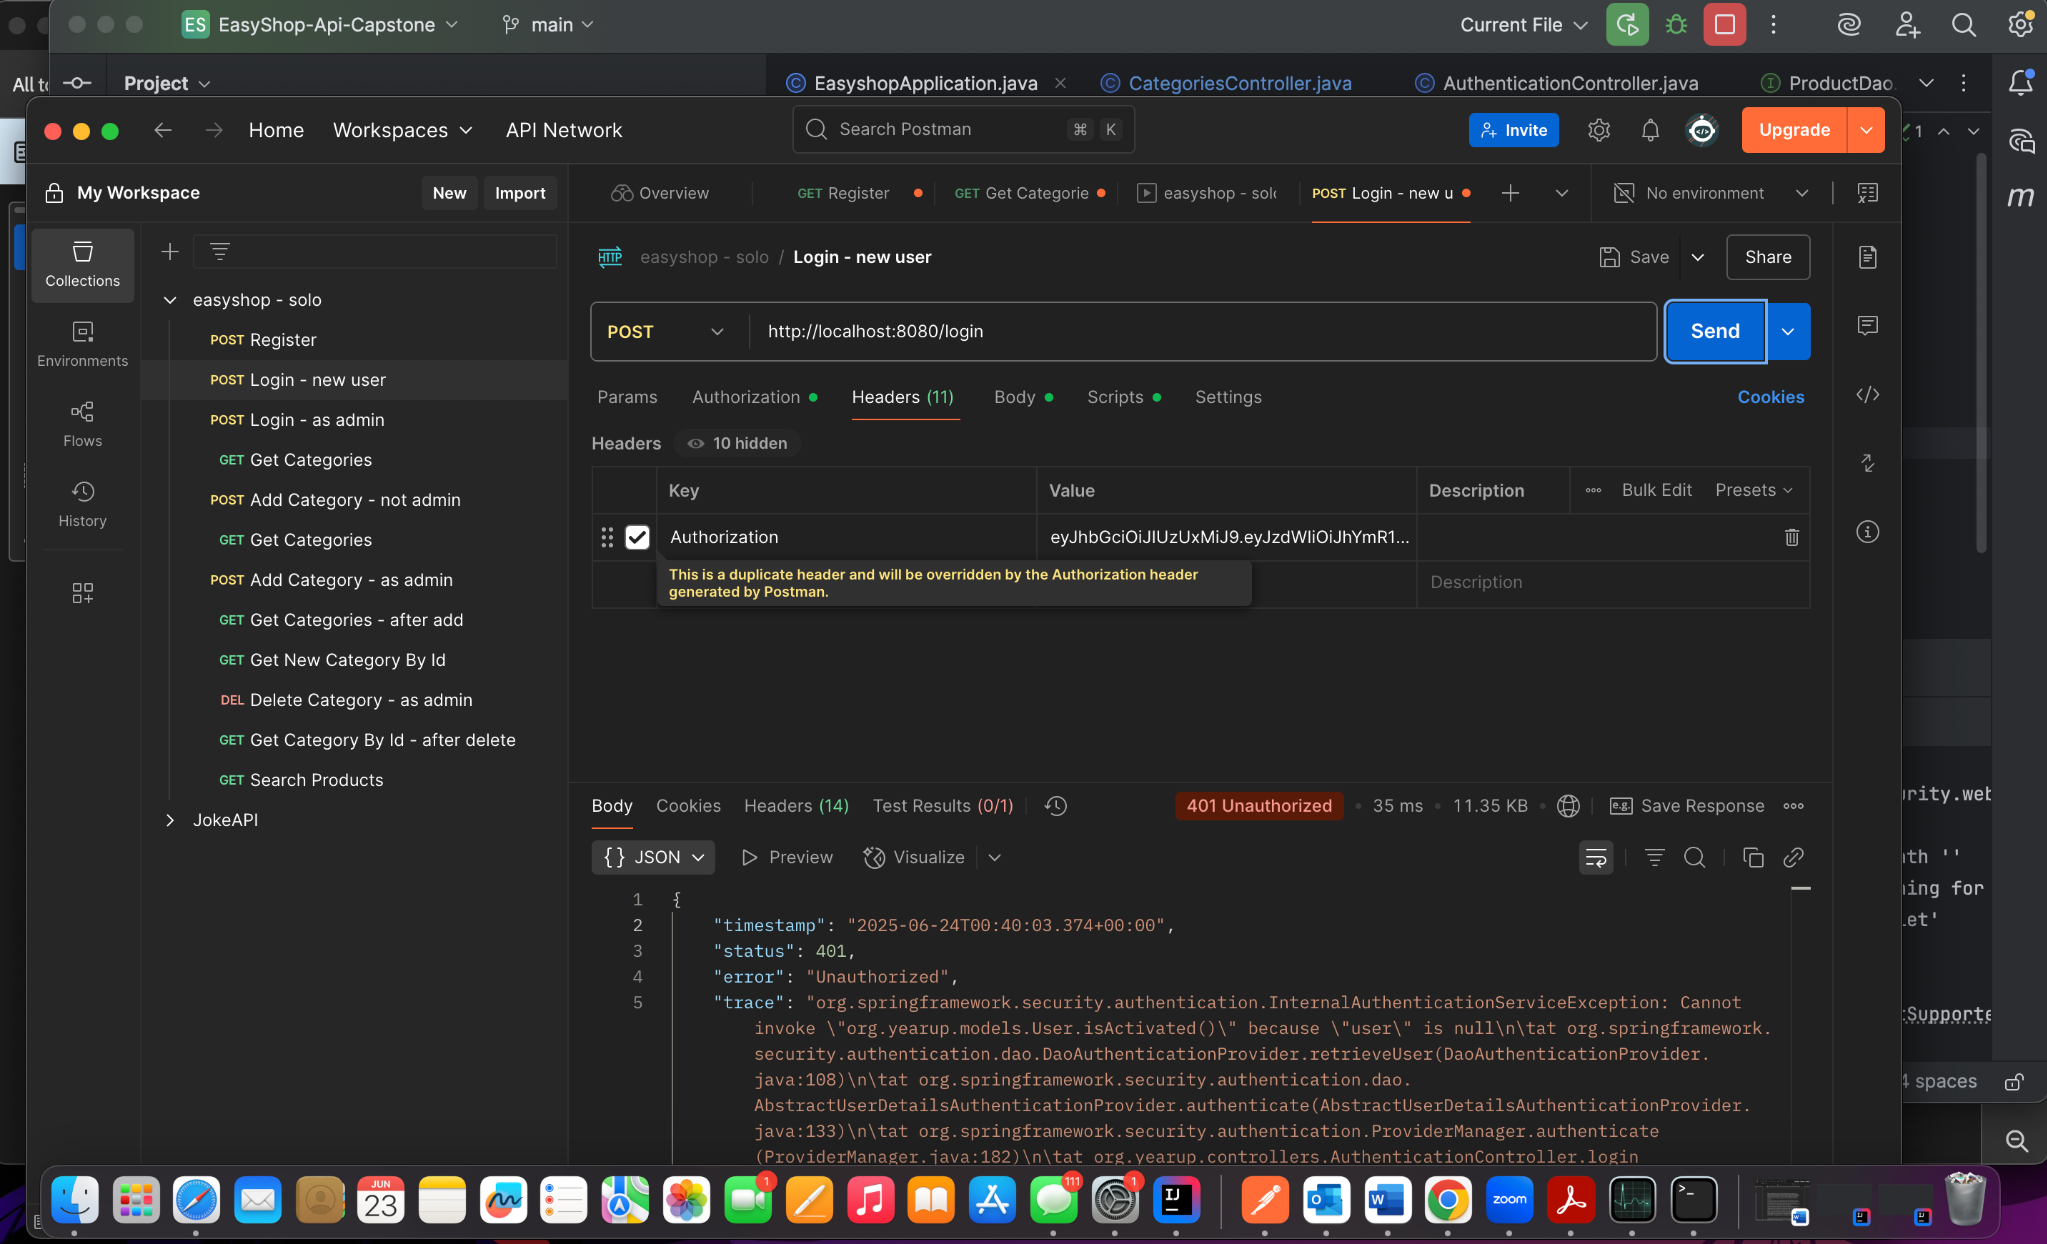 ES EasyShop-Api-Capstone main Current File
All to Project EasyshopApplication.java CategoriesController.java AuthenticationController.java ProductDao
Home Workspaces API Network Search Postman ⌘ K Invite Upgrade 1
My Workspace New Import Overview GET Register GET Get Categorie easyshop - solo POST Login - new u No environment
Collections
easyshop - solo / Login - new user Save Share
easyshop - solo
POST Register
POST http://localhost:8080/login Send
Environments
POST Login - new user
Params Authorization Headers (11) Body Scripts Settings Cookies
POST Login - as admin
Flows
Headers 10 hidden
GET Get Categories
Key Value Description Bulk Edit Presets
POST Add Category - not admin
History
Authorization eyJhbGciOiJIUzUxMiJ9.eyJzdWIiOiJhYmR1...
GET Get Categories
This is a duplicate header and will be overridden by the Authorization header
generated by Postman.
Description
POST Add Category - as admin
GET Get Categories - after add
GET Get New Category By Id
DEL Delete Category - as admin
GET Get Category By Id - after delete
GET Search Products
JokeAPI
Body Cookies Headers (14) Test Results (0/1) 401 Unauthorized 35 ms 11.35 KB e.g. Save Response
{} JSON Preview Visualize
1 {
2 "timestamp": "2025-06-24T00:40:03.374+00:00",
3 "status": 401,
4 "error": "Unauthorized",
5 "trace": "org.springframework.security.authentication.InternalAuthenticationServiceException: Cannot
invoke \"org.yearup.models.User.isActivated()\" because \"user\" is null\n\tat org.springframework.
security.authentication.dao.DaoAuthenticationProvider.retrieveUser(DaoAuthenticationProvider.
java:108)\n\tat org.springframework.security.authentication.dao.
AbstractUserDetailsAuthenticationProvider.authenticate(AbstractUserDetailsAuthenticationProvider.
java:133)\n\tat org.springframework.security.authentication.ProviderManager.authenticate
(ProviderManager.java:182)\n\tat org.yearup.controllers.AuthenticationController.login
m
urity.web
ath ''
ning for
let'
tSupporte
4 spaces
JUN
23
1
111
1
IJ
zoom